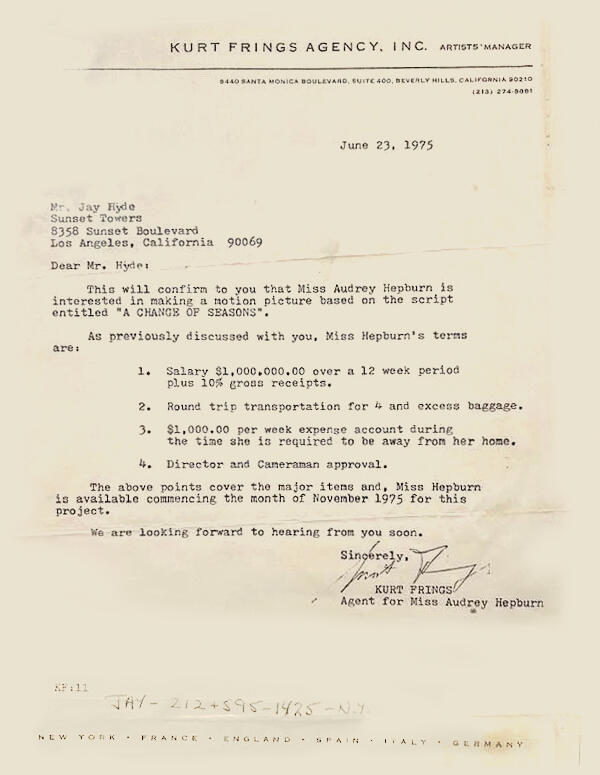 KURT FRINGS AGENCY, INC. ARTISTS' MANAGER
9440 SANTA MONICA BOULEVARD, SUITE 400, BEVERLY HILLS, CALIFORNIA 90210
(213) 274-8881
June 23, 1975
Mr. Jay Hyde
Sunset Towers
8358 Sunset Boulevard
Los Angeles, California 90069
Dear Mr. Hyde:
This will confirm to you that Miss Audrey Hepburn is
interested in making a motion picture based on the script
entitled "A CHANGE OF SEASONS".
As previously discussed with you, Miss Hepburn's terms
are:
1. Salary $1,000,000.00 over a 12 week period
plus 10% gross receipts.
2. Round trip transportation for 4 and excess baggage.
3. $1,000.00 per week expense account during
the time she is required to be away from her home.
4. Director and Cameraman approval.
The above points cover the major items and, Miss Hepburn
is available commencing the month of November 1975 for this
project.
We are looking forward to hearing from you soon.
Sincerely,
Kurt Frings
KURT FRINGS
Agent for Miss Audrey Hepburn
KF:11
JAY - 212+595-1425-N.Y.
NEW YORK · FRANCE · ENGLAND · SPAIN · ITALY · GERMANY